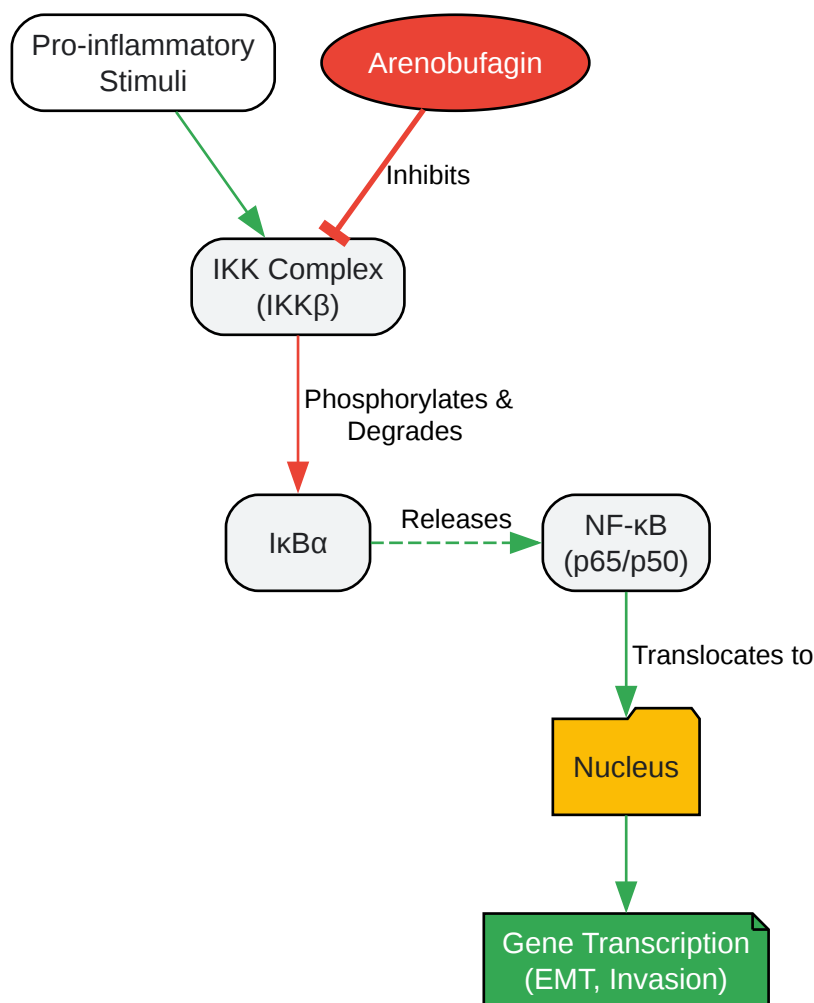 Pro-inflammatory
Stimuli
Arenobufagin
Inhibits
IKK Complex
(IKKβ)
Phosphorylates &
Degrades
IκBα
Releases
NF-κB
(p65/p50)
Translocates to
Nucleus
Gene Transcription
(EMT, Invasion)